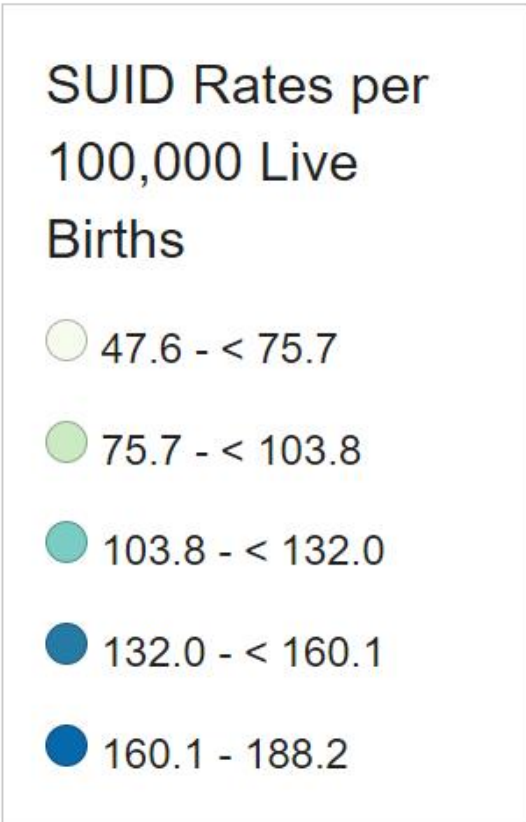 SUID Rates per
100,000 Live
Births
47.6 - < 75.7
75.7 - < 103.8
103.8 - < 132.0
132.0 - < 160.1
160.1 - 188.2